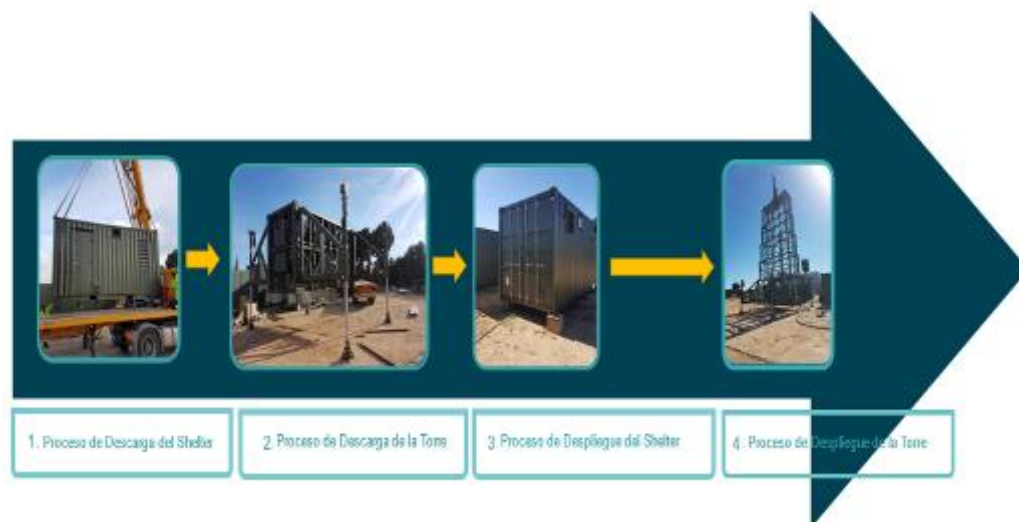 1. Proceso de Descarga del Shelter
2. Proceso de Descarga de la Torre
3. Proceso de Despliegue del Shelter
4. Proceso de Despliegue de la Torre